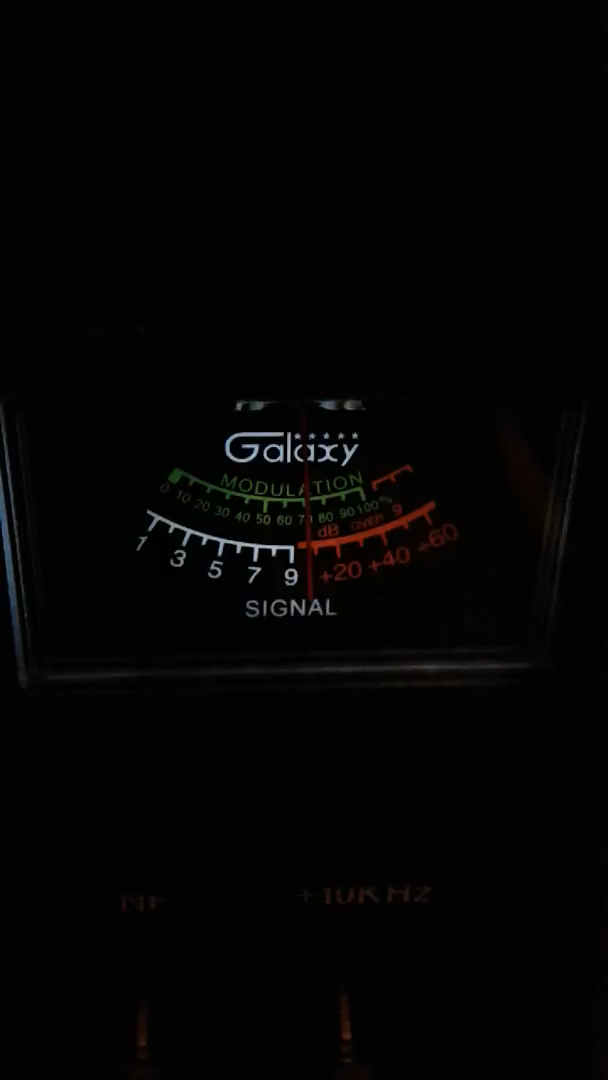 Galaxy
MODULATION
0 10 20 30 40 50 60 70 80 90 100 %
dB OVER 9
1 3 5 7 9 +20 +40 +60
SIGNAL
+10KHz